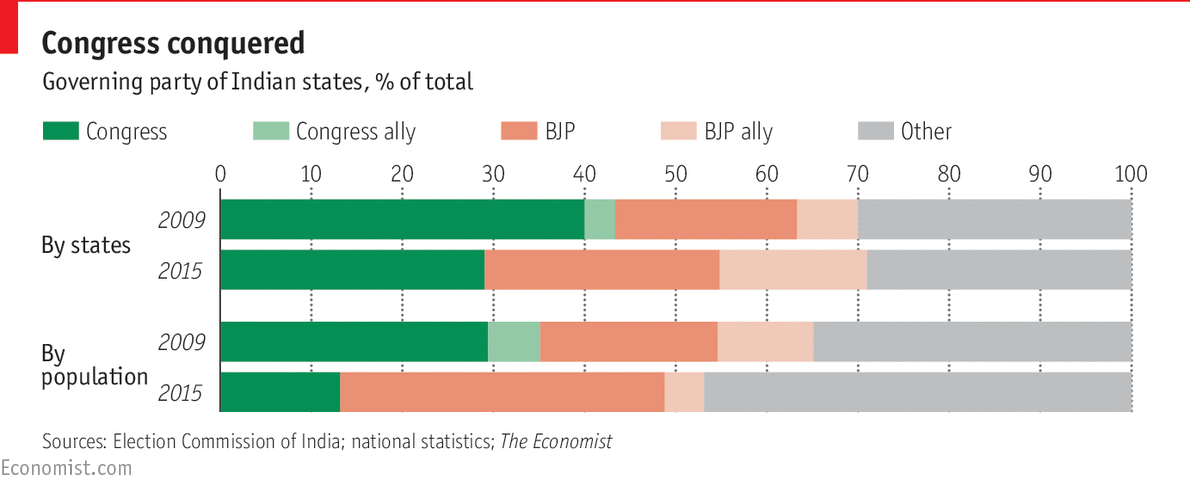 Congress conquered
Governing party of Indian states, % of total
Congress Congress ally BJP BJP ally Other
0 10 20 30 40 50 60 70 80 90 100
By states
2009
2015
By
population
2009
2015
Sources: Election Commission of India; national statistics; The Economist
Economist.com